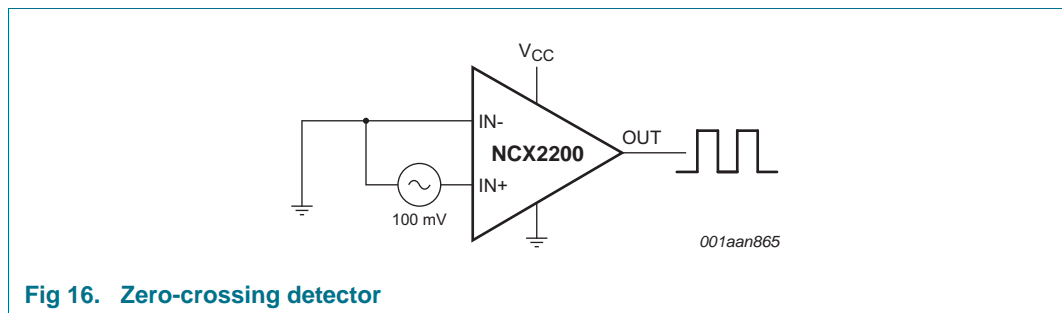 VCC
IN-
OUT
NCX2200
IN+
100 mV
001aan865
Fig 16. Zero-crossing detector